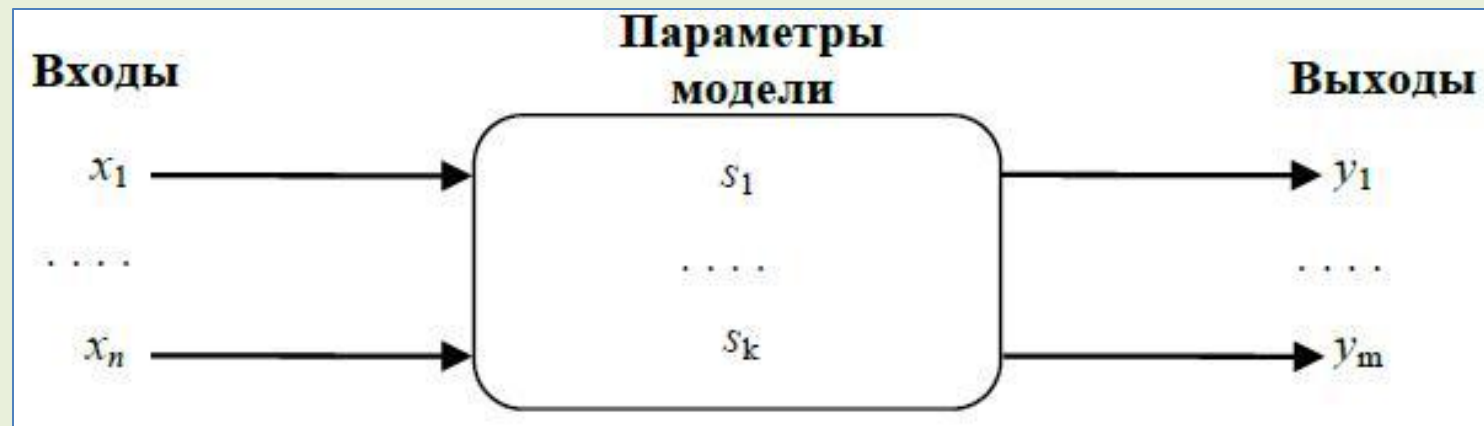 Входы
Параметры
модели
Выходы
x₁
s₁
y₁
. . . .
. . . .
. . . .
xₙ
sₖ
yₘ